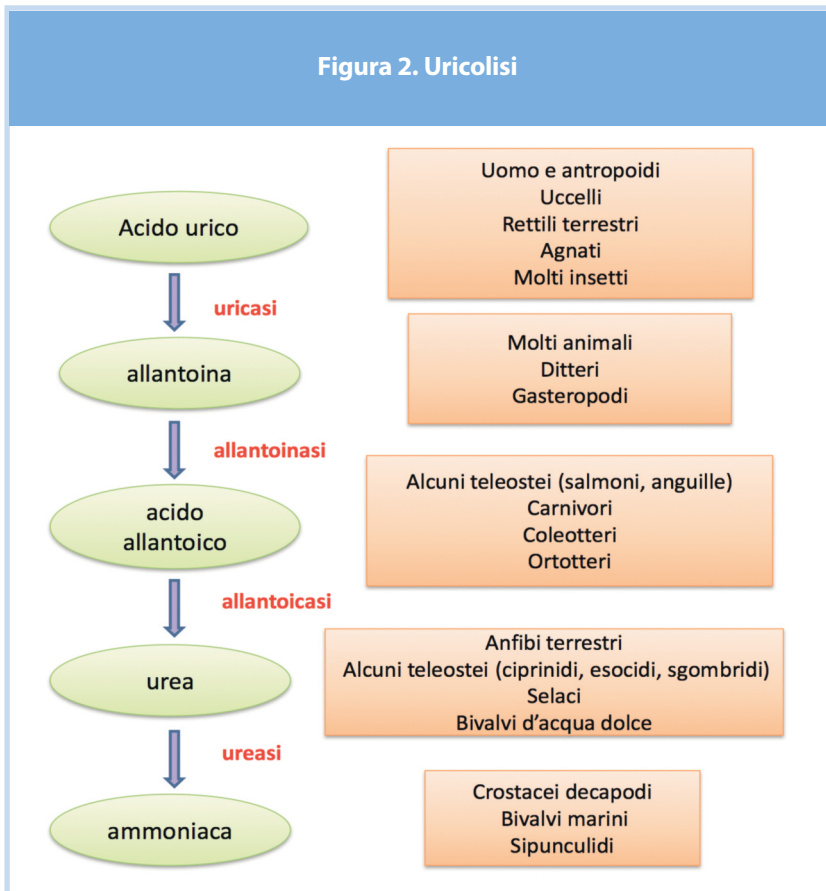 Figura 2. Uricolisi
Acido urico
Uomo e antropoidi
Uccelli
Rettili terrestri
Agnati
Molti insetti
uricasi
allantoina
Molti animali
Ditteri
Gasteropodi
allantoinasi
acido
allantoico
Alcuni teleostei (salmoni, anguille)
Carnivori
Coleotteri
Ortotteri
allantoicasi
urea
Anfibi terrestri
Alcuni teleostei (ciprinidi, esocidi, sgombridi)
Selaci
Bivalvi d'acqua dolce
ureasi
ammoniaca
Crostacei decapodi
Bivalvi marini
Sipunculidi